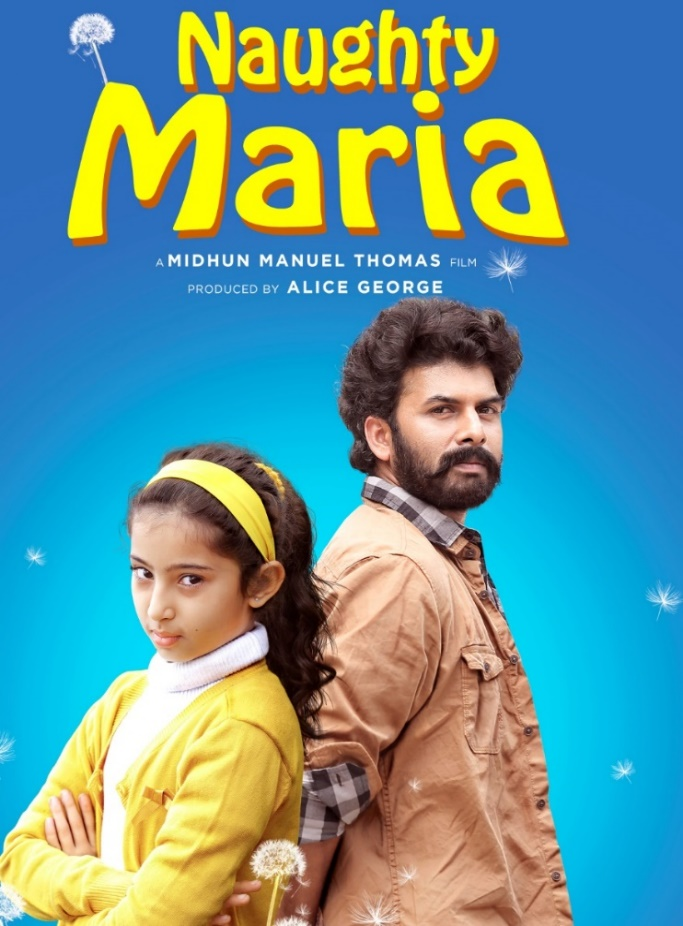 Naughty
Maria
A MIDHUN MANUEL THOMAS FILM
PRODUCED BY ALICE GEORGE